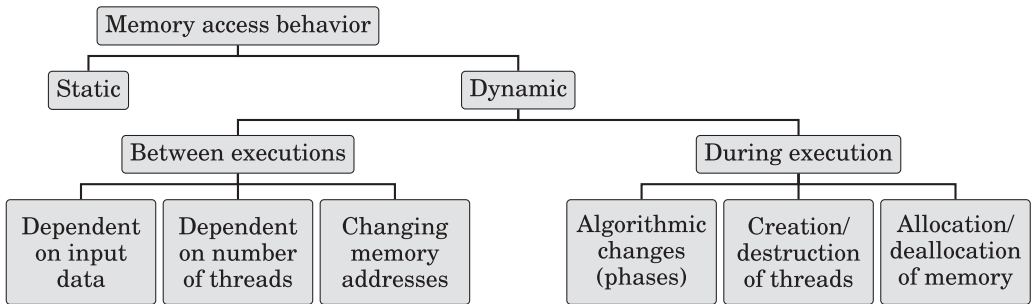 Memory access behavior
Static
Dynamic
Between executions
During execution
Dependent
on input
data
Dependent
on number
of threads
Changing
memory
addresses
Algorithmic
changes
(phases)
Creation/
destruction
of threads
Allocation/
deallocation
of memory